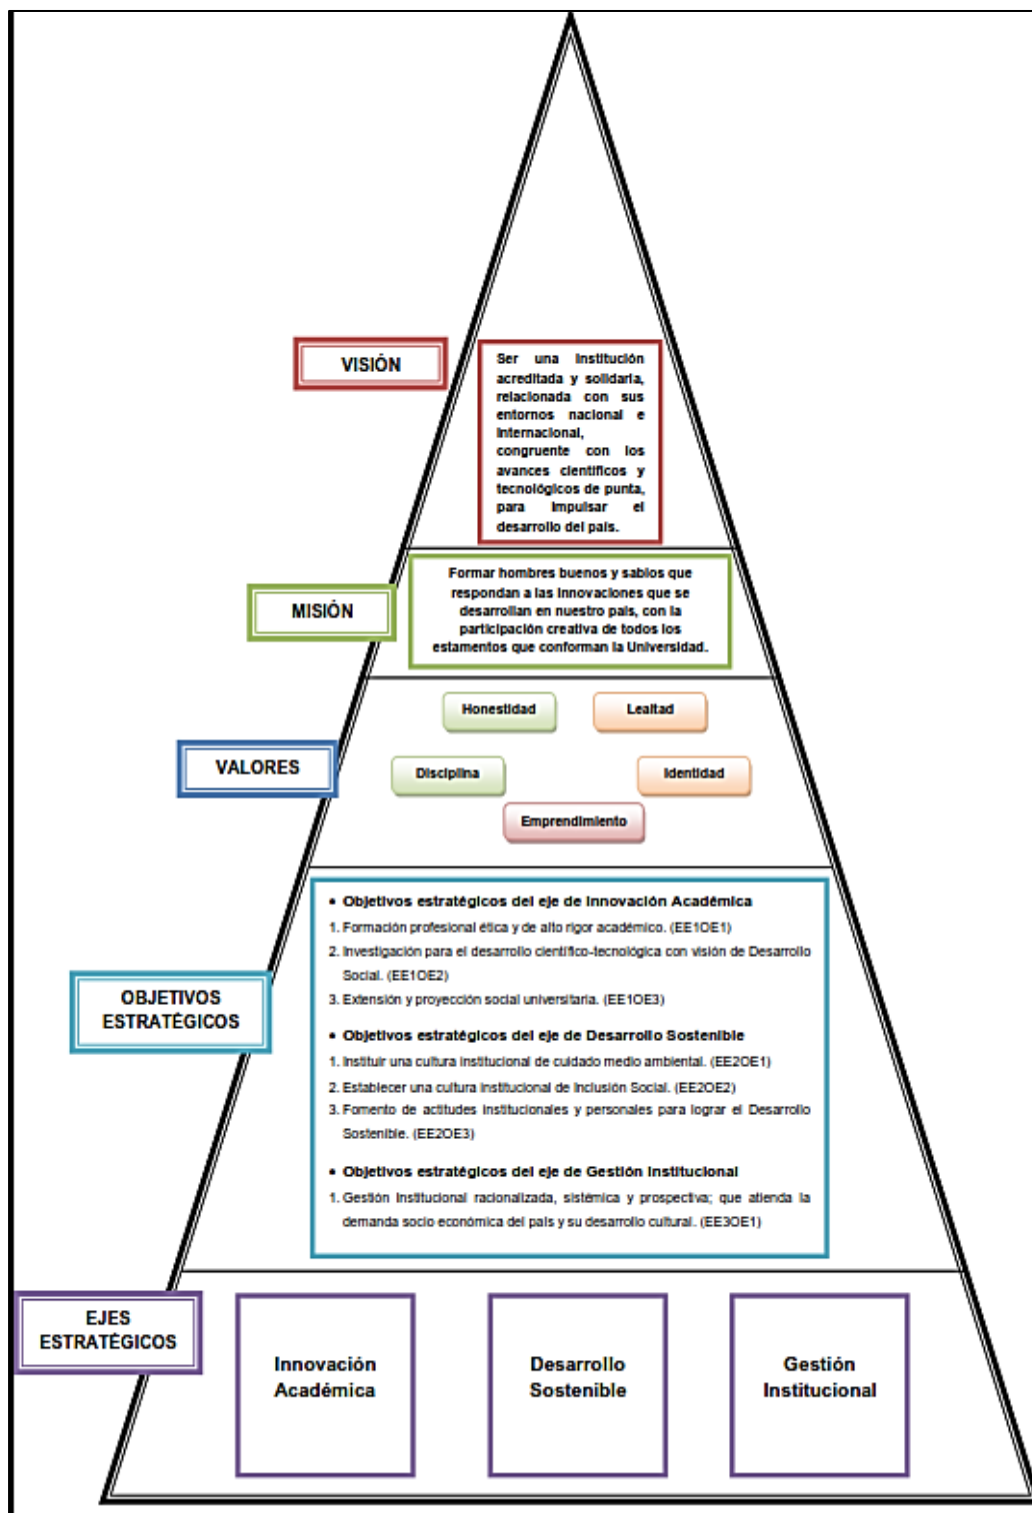 VISIÓN
Ser una Institución
acreditada y solidaria,
relacionada con sus
entornos nacional e
Internacional,
congruente con los
avances científicos y
tecnológicos de punta,
para Impulsar el
desarrollo del país.
MISIÓN
Formar hombres buenos y sabios que
respondan a las Innovaciones que se
desarrollan en nuestro país, con la
participación creativa de todos los
estamentos que conforman la Universidad.
VALORES
Honestidad
Lealtad
Disciplina
Identidad
Emprendimiento
OBJETIVOS
ESTRATÉGICOS
• Objetivos estratégicos del eje de Innovación Académica
1. Formación profesional ética y de alto rigor académico. (EE1OE1)
2. Investigación para el desarrollo científico-tecnológica con visión de Desarrollo
Social. (EE1OE2)
3. Extensión y proyección social universitaria. (EE1OE3)
• Objetivos estratégicos del eje de Desarrollo Sostenible
1. Instituir una cultura institucional de cuidado medio ambiental. (EE2OE1)
2. Establecer una cultura institucional de Inclusión Social. (EE2OE2)
3. Fomento de actitudes Institucionales y personales para lograr el Desarrollo
Sostenible. (EE2OE3)
• Objetivos estratégicos del eje de Gestión Institucional
1. Gestión Institucional racionalizada, sistémica y prospectiva; que atienda la
demanda socio económica del país y su desarrollo cultural. (EE3OE1)
EJES
ESTRATÉGICOS
Innovación
Académica
Desarrollo
Sostenible
Gestión
Institucional